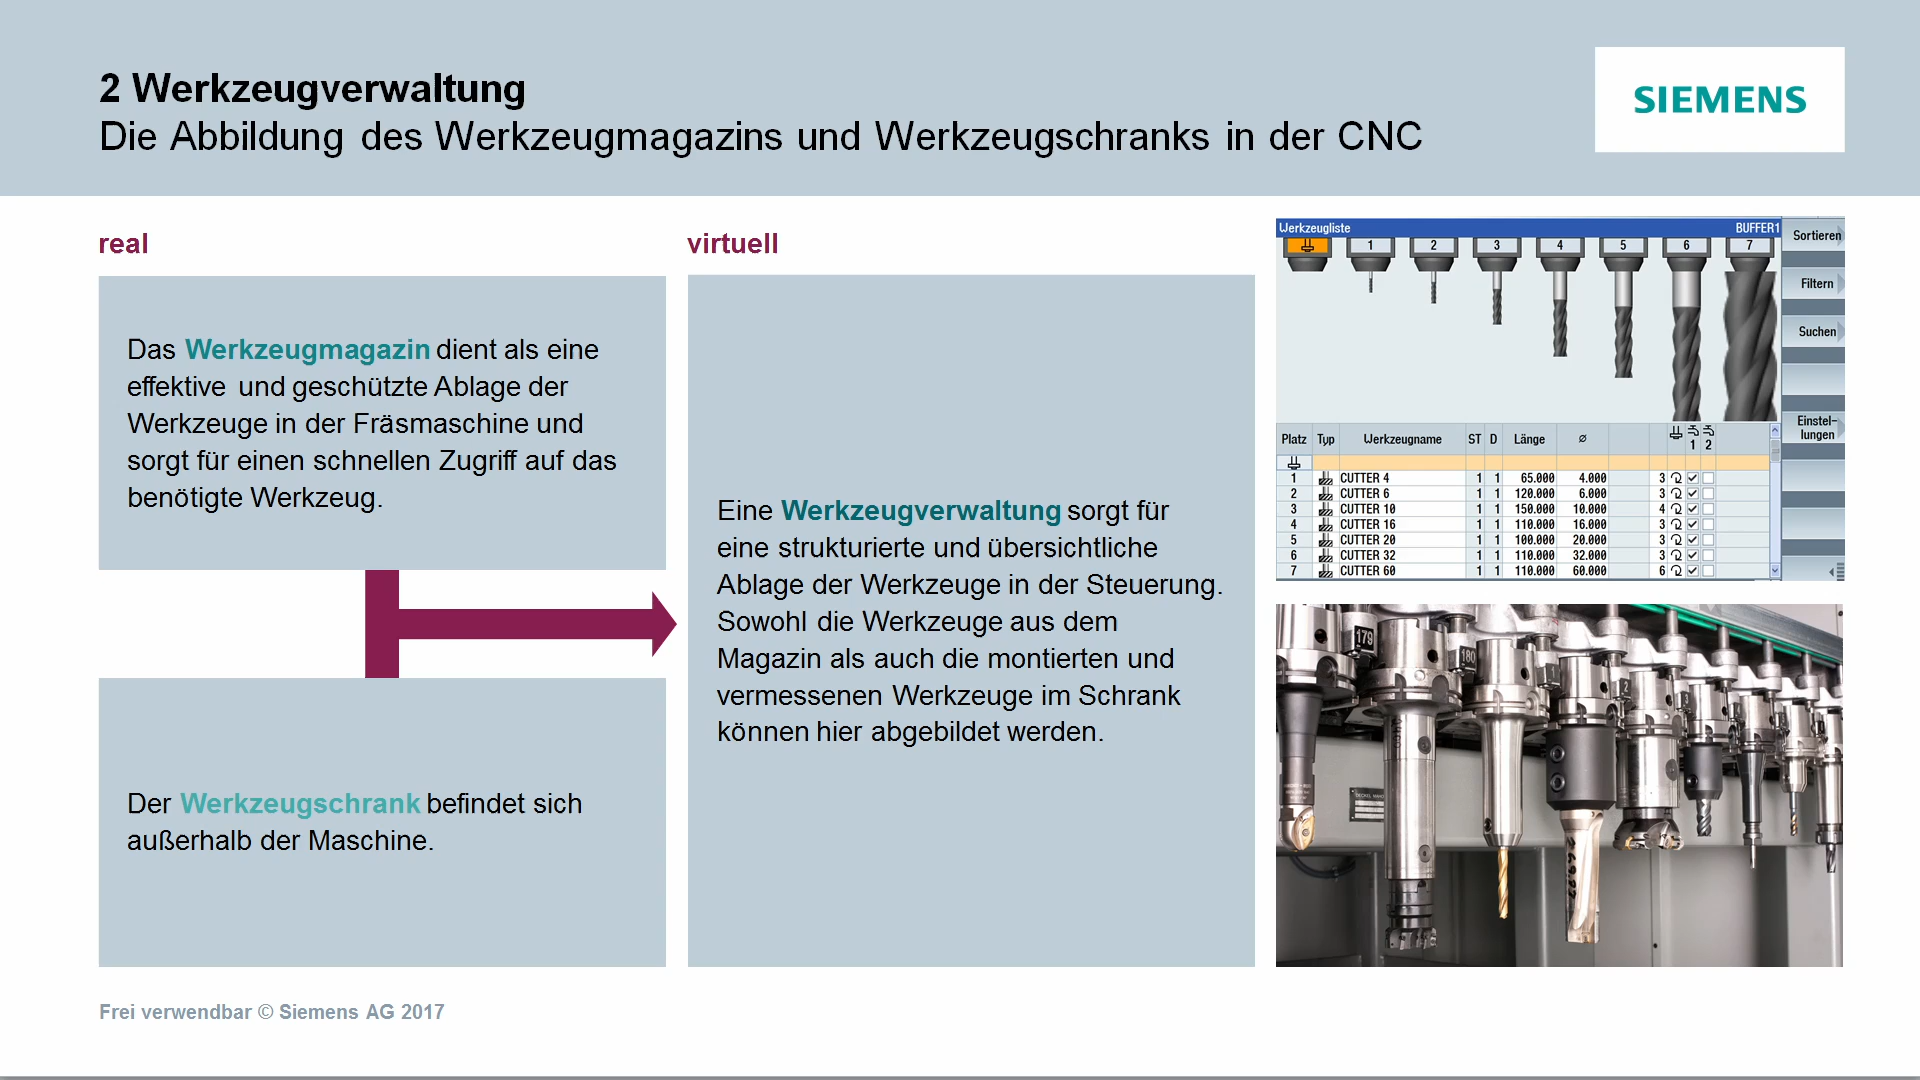 2 Werkzeugverwaltung
Die Abbildung des Werkzeugmagazins und Werkzeugschranks in der CNC
SIEMENS
real
Das Werkzeugmagazin dient als eine
effektive und geschützte Ablage der
Werkzeuge in der Fräsmaschine und
sorgt für einen schnellen Zugriff auf das
benötigte Werkzeug.
Der Werkzeugschrank befindet sich
außerhalb der Maschine.
virtuell
Eine Werkzeugverwaltung sorgt für
eine strukturierte und übersichtliche
Ablage der Werkzeuge in der Steuerung.
Sowohl die Werkzeuge aus dem
Magazin als auch die montierten und
vermessenen Werkzeuge im Schrank
können hier abgebildet werden.
Werkzeugliste BUFFER1
1 2 3 4 5 6 7
Sortieren
Filtern
Suchen
Einstel-
lungen
Platz Typ Werkzeugname ST D Länge ⌀ 1 2
1 CUTTER 4 1 1 65.000 4.000 3
2 CUTTER 6 1 1 120.000 6.000 3
3 CUTTER 10 1 1 150.000 10.000 4
4 CUTTER 16 1 1 110.000 16.000 3
5 CUTTER 20 1 1 100.000 20.000 3
6 CUTTER 32 1 1 110.000 32.000 3
7 CUTTER 60 1 1 110.000 60.000 6
179
180
2
Frei verwendbar © Siemens AG 2017